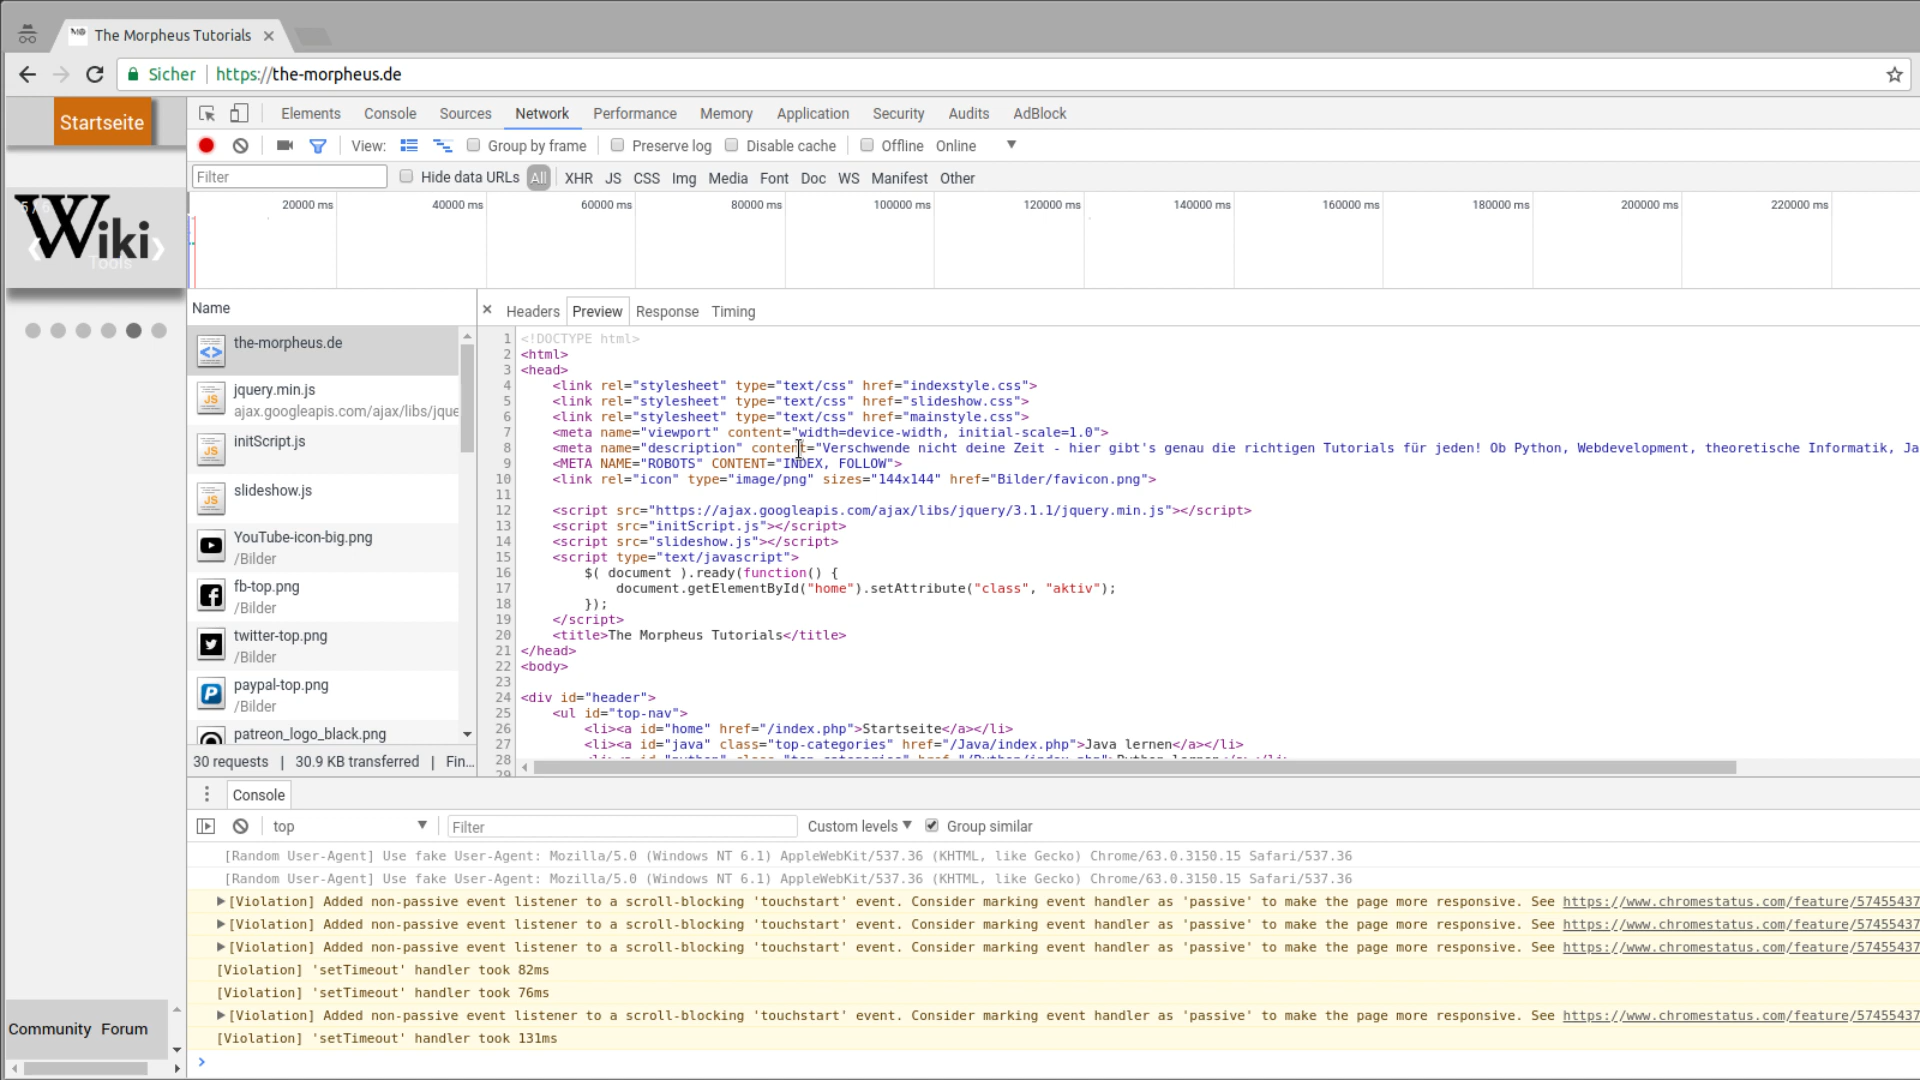 The Morpheus Tutorials
Sicher https://the-morpheus.de
Startseite
Wiki
Tools
Community Forum
Elements Console Sources Network Performance Memory Application Security Audits AdBlock
View: Group by frame Preserve log Disable cache Offline Online
Filter Hide data URLs All XHR JS CSS Img Media Font Doc WS Manifest Other
20000 ms 40000 ms 60000 ms 80000 ms 100000 ms 120000 ms 140000 ms 160000 ms 180000 ms 200000 ms 220000 ms
Name
the-morpheus.de
jquery.min.js
ajax.googleapis.com/ajax/libs/jque
initScript.js
slideshow.js
YouTube-icon-big.png
/Bilder
fb-top.png
/Bilder
twitter-top.png
/Bilder
paypal-top.png
/Bilder
patreon_logo_black.png
30 requests | 30.9 KB transferred | Fin...
× Headers Preview Response Timing
1 <!DOCTYPE html>
2 <html>
3 <head>
4 <link rel="stylesheet" type="text/css" href="indexstyle.css">
5 <link rel="stylesheet" type="text/css" href="slideshow.css">
6 <link rel="stylesheet" type="text/css" href="mainstyle.css">
7 <meta name="viewport" content="width=device-width, initial-scale=1.0">
8 <meta name="description" content="Verschwende nicht deine Zeit - hier gibt's genau die richtigen Tutorials für jeden! Ob Python, Webdevelopment, theoretische Informatik, Ja
9 <META NAME="ROBOTS" CONTENT="INDEX, FOLLOW">
10 <link rel="icon" type="image/png" sizes="144x144" href="Bilder/favicon.png">
11
12 <script src="https://ajax.googleapis.com/ajax/libs/jquery/3.1.1/jquery.min.js"></script>
13 <script src="initScript.js"></script>
14 <script src="slideshow.js"></script>
15 <script type="text/javascript">
16 $( document ).ready(function() {
17 document.getElementById("home").setAttribute("class", "aktiv");
18 });
19 </script>
20 <title>The Morpheus Tutorials</title>
21 </head>
22 <body>
23
24 <div id="header">
25 <ul id="top-nav">
26 <li><a id="home" href="/index.php">Startseite</a></li>
27 <li><a id="java" class="top-categories" href="/Java/index.php">Java lernen</a></li>
28 <li><a id="python" class="top-categories" href="/Python/index.php">Python lernen</a></li>
29
Console
top Filter Custom levels Group similar
[Random User-Agent] Use fake User-Agent: Mozilla/5.0 (Windows NT 6.1) AppleWebKit/537.36 (KHTML, like Gecko) Chrome/63.0.3150.15 Safari/537.36
[Random User-Agent] Use fake User-Agent: Mozilla/5.0 (Windows NT 6.1) AppleWebKit/537.36 (KHTML, like Gecko) Chrome/63.0.3150.15 Safari/537.36
[Violation] Added non-passive event listener to a scroll-blocking 'touchstart' event. Consider marking event handler as 'passive' to make the page more responsive. See https://www.chromestatus.com/feature/57455437
[Violation] Added non-passive event listener to a scroll-blocking 'touchstart' event. Consider marking event handler as 'passive' to make the page more responsive. See https://www.chromestatus.com/feature/57455437
[Violation] Added non-passive event listener to a scroll-blocking 'touchstart' event. Consider marking event handler as 'passive' to make the page more responsive. See https://www.chromestatus.com/feature/57455437
[Violation] 'setTimeout' handler took 82ms
[Violation] 'setTimeout' handler took 76ms
[Violation] Added non-passive event listener to a scroll-blocking 'touchstart' event. Consider marking event handler as 'passive' to make the page more responsive. See https://www.chromestatus.com/feature/57455437
[Violation] 'setTimeout' handler took 131ms